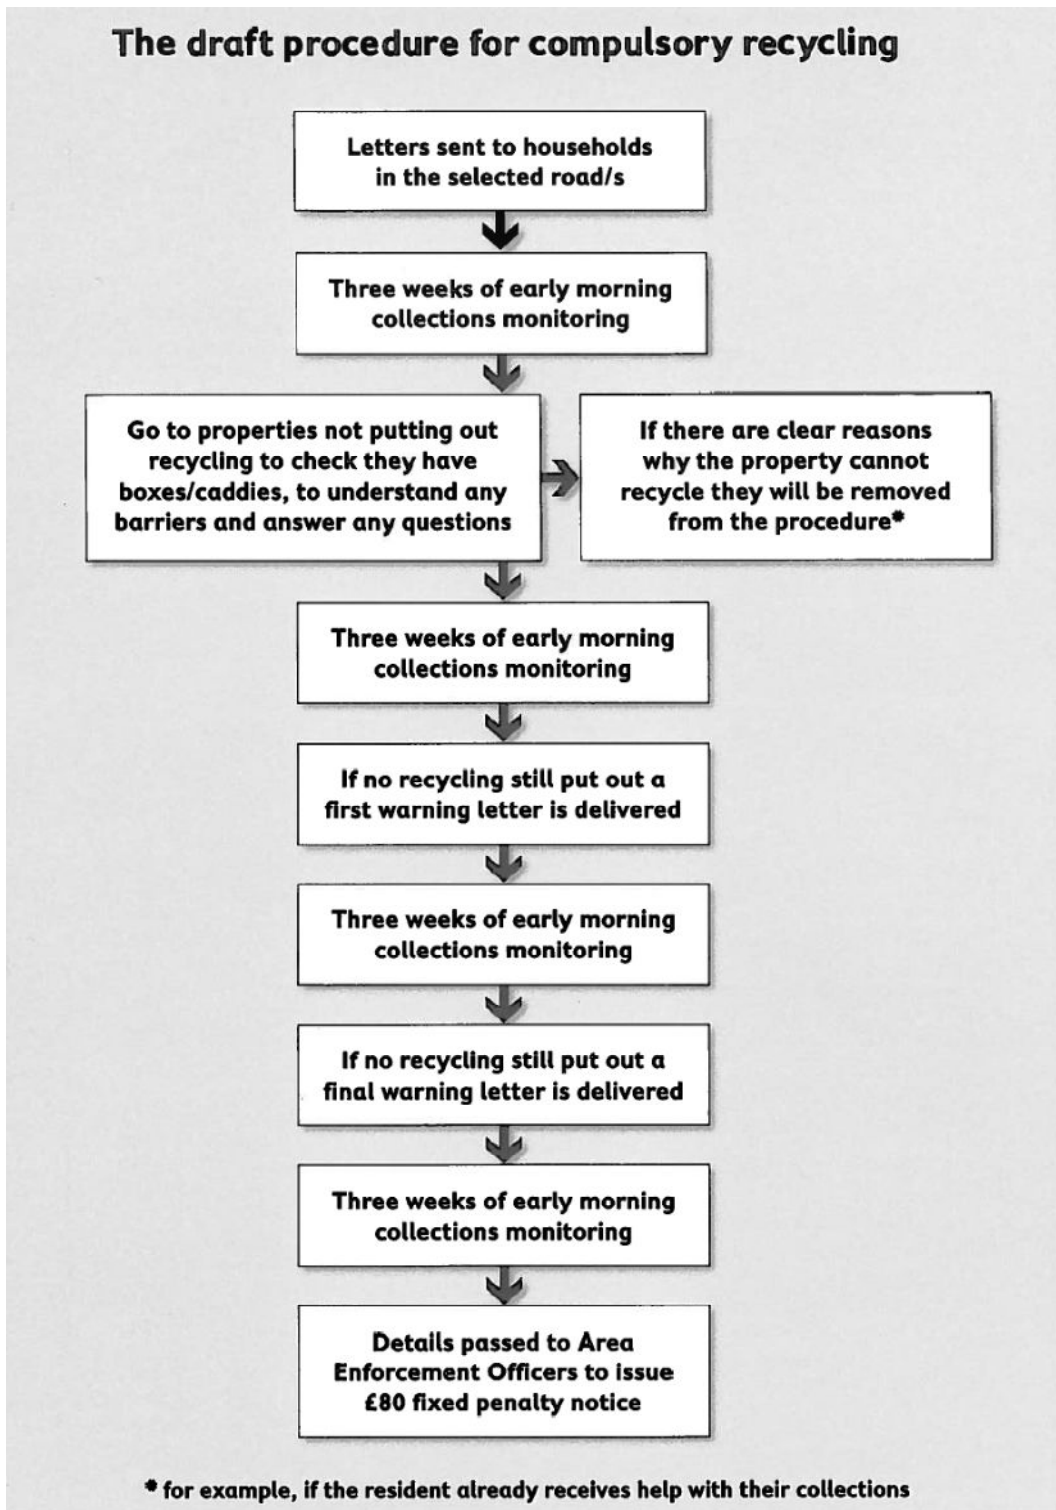 The draft procedure for compulsory recycling
Letters sent to households
in the selected road/s
Three weeks of early morning
collections monitoring
Go to properties not putting out
recycling to check they have
boxes/caddies, to understand any
barriers and answer any questions
If there are clear reasons
why the property cannot
recycle they will be removed
from the procedure*
Three weeks of early morning
collections monitoring
If no recycling still put out a
first warning letter is delivered
Three weeks of early morning
collections monitoring
If no recycling still put out a
final warning letter is delivered
Three weeks of early morning
collections monitoring
Details passed to Area
Enforcement Officers to issue
£80 fixed penalty notice
* for example, if the resident already receives help with their collections